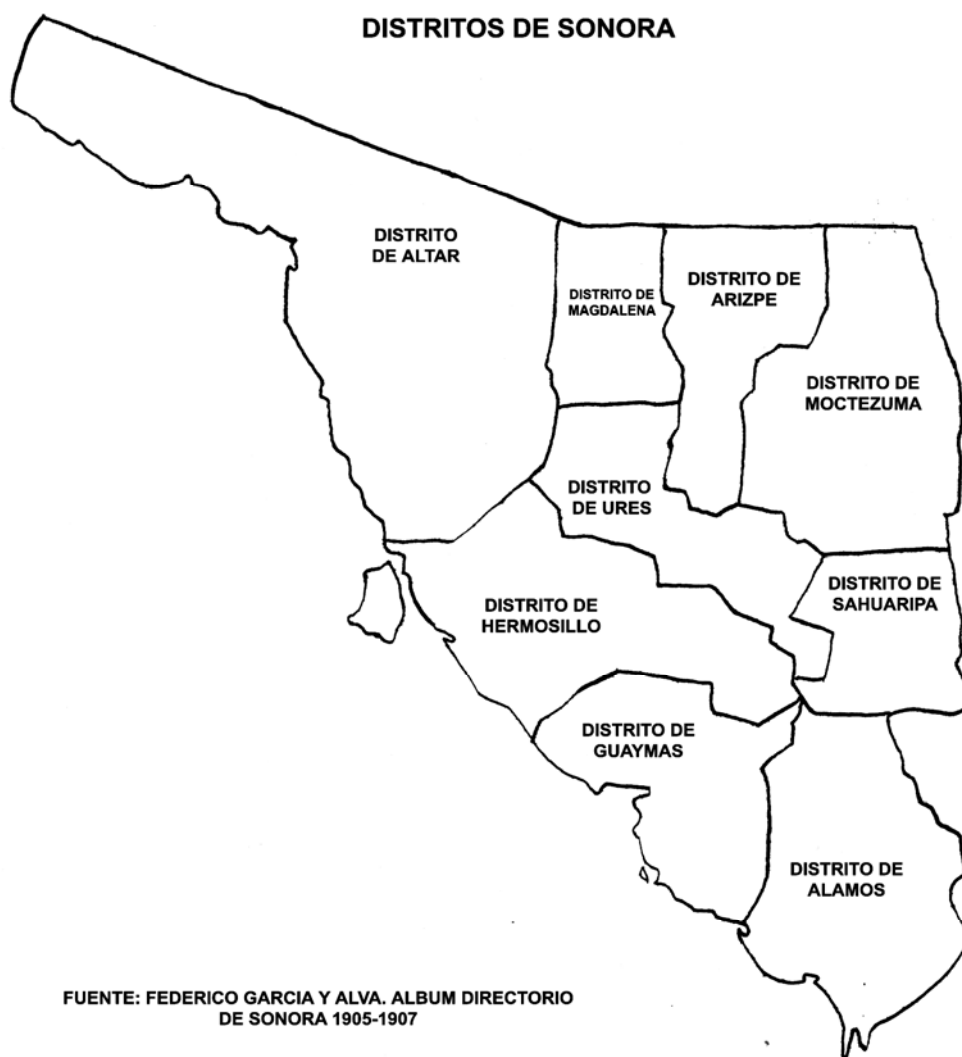 DISTRITOS DE SONORA
DISTRITO
DE ALTAR
DISTRITO DE
MAGDALENA
DISTRITO DE
ARIZPE
DISTRITO DE
MOCTEZUMA
DISTRITO
DE URES
DISTRITO DE
SAHUARIPA
DISTRITO DE
HERMOSILLO
DISTRITO DE
GUAYMAS
DISTRITO DE
ALAMOS
FUENTE: FEDERICO GARCIA Y ALVA. ALBUM DIRECTORIO
DE SONORA 1905-1907